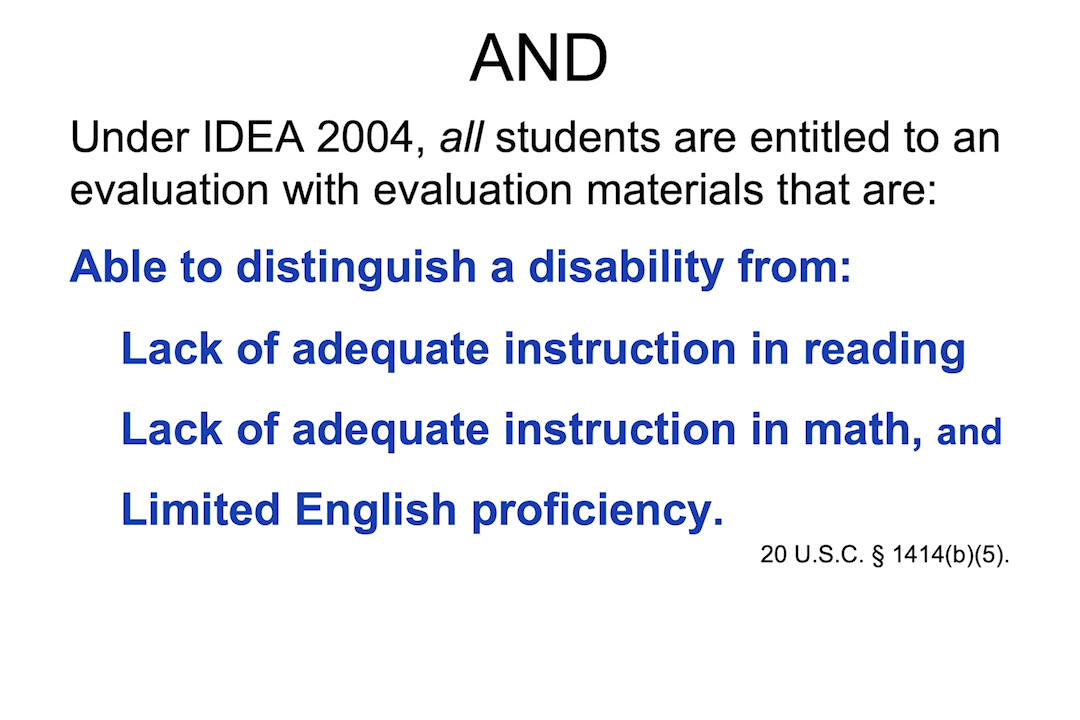 AND
Under IDEA 2004, all students are entitled to an
evaluation with evaluation materials that are:
Able to distinguish a disability from:
Lack of adequate instruction in reading
Lack of adequate instruction in math, and
Limited English proficiency.
20 U.S.C. § 1414(b)(5).